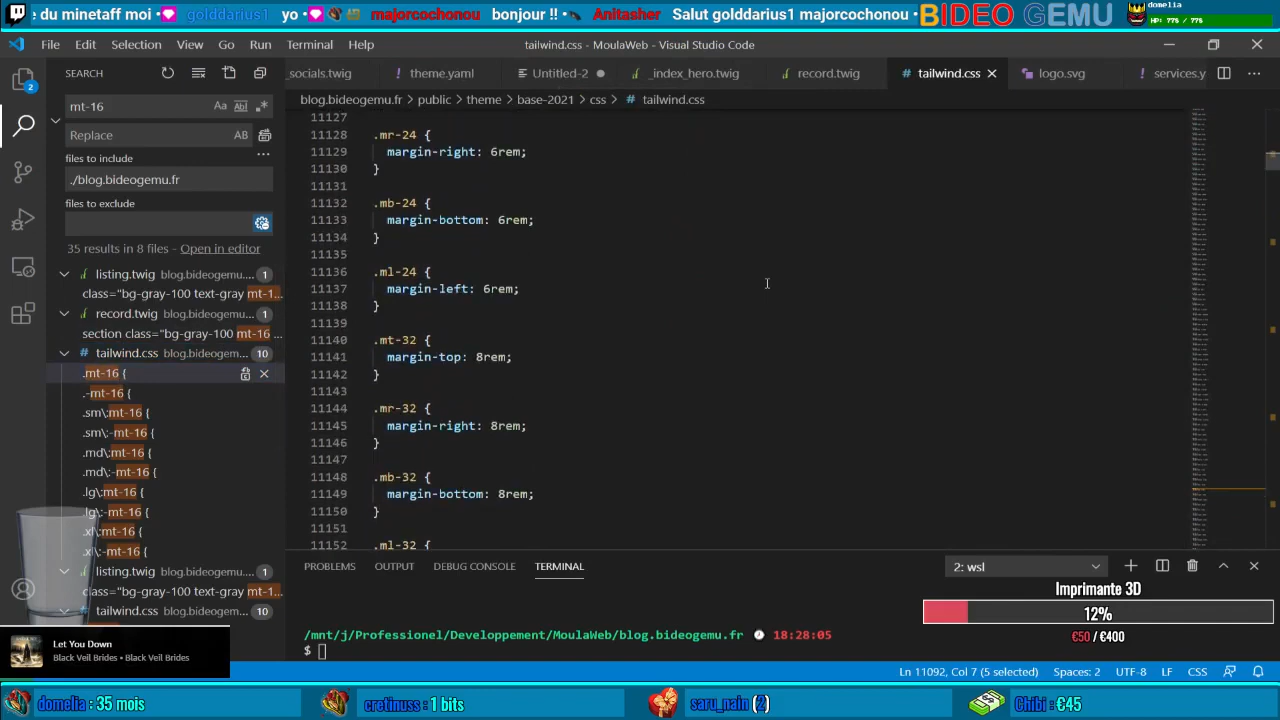 e du minetaff moi golddarius1 yo majorcochonou bonjour !! Anitasher Salut golddarius1 majorcochonou BIDEO GEMU domelia
HP: 776 / 776
File Edit Selection View Go Run Terminal Help tailwind.css - MoulaWeb - Visual Studio Code
SEARCH socials.twig theme.yaml Untitled-2 _index_hero.twig record.twig tailwind.css logo.svg services.y
blog.bideogemu.fr > public > theme > base-2021 > css > # tailwind.css
mt-16
Replace
files to include
./blog.bideogemu.fr
files to exclude
35 results in 8 files - Open in editor
listing.twig blog.bideogemu.... 1
class="bg-gray-100 text-gray mt-1...
record.twig blog.bideogemu.f... 1
section class="bg-gray-100 mt-16 ...
# tailwind.css blog.bideogem... 10
.mt-16 {
.-mt-16 {
.sm\:mt-16 {
.sm\:-mt-16 {
.md\:mt-16 {
.md\:-mt-16 {
.lg\:mt-16 {
.lg\:-mt-16 {
.xl\:mt-16 {
.xl\:-mt-16 {
listing.twig blog.bideogemu.... 1
class="bg-gray-100 text-gray mt-1...
# tailwind.css blog.bideogem... 10
11127
11128 .mr-24 {
11129 margin-right: 6rem;
11130 }
11131
11132 .mb-24 {
11133 margin-bottom: 6rem;
11134 }
11135
11136 .ml-24 {
11137 margin-left: 6rem;
11138 }
11139
11140 .mt-32 {
11141 margin-top: 8rem;
11142 }
11143
11144 .mr-32 {
11145 margin-right: 8rem;
11146 }
11147
11148 .mb-32 {
11149 margin-bottom: 8rem;
11150 }
11151
11152 .ml-32 {
PROBLEMS OUTPUT DEBUG CONSOLE TERMINAL 2: wsl
/mnt/j/Professionel/Developpement/MoulaWeb/blog.bideogemu.fr 18:28:05
$
Imprimante 3D
12%
€50 / €400
Let You Down
Black Veil Brides • Black Veil Brides
Ln 11092, Col 7 (5 selected) Spaces: 2 UTF-8 LF CSS
domelia : 35 mois cretinuss : 1 bits saru_nain (2) Chibi : €45